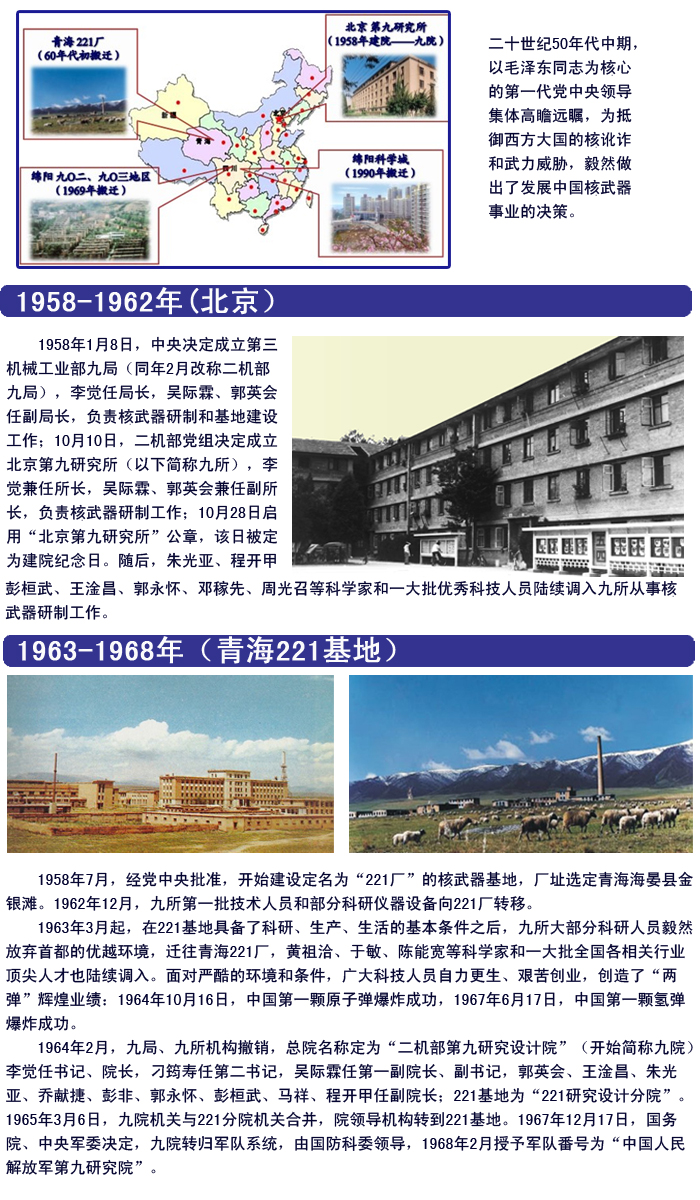 青海 221厂
（60年代初搬迁）
北京 第九研究所
（1958年建院——九院）
新疆
北京
青海
四川
绵阳 九〇二、九〇三地区
（1969年搬迁）
绵阳科学城
（1990年搬迁）
二十世纪50年代中期，
以毛泽东同志为核心
的第一代党中央领导
集体高瞻远瞩，为抵
御西方大国的核讹诈
和武力威胁，毅然做
出了发展中国核武器
事业的决策。
1958-1962年(北京）
1958年1月8日，中央决定成立第三
机械工业部九局（同年2月改称二机部
九局），李觉任局长，吴际霖、郭英会
任副局长，负责核武器研制和基地建设
工作；10月10日，二机部党组决定成立
北京第九研究所（以下简称九所），李
觉兼任所长，吴际霖、郭英会兼任副所
长，负责核武器研制工作；10月28日启
用“北京第九研究所”公章，该日被定
为建院纪念日。随后，朱光亚、程开甲
彭桓武、王淦昌、郭永怀、邓稼先、周光召等科学家和一大批优秀科技人员陆续调入九所从事核
武器研制工作。
1963-1968年（青海221基地）
1958年7月，经党中央批准，开始建设定名为“221厂”的核武器基地，厂址选定青海海晏县金
银滩。1962年12月，九所第一批技术人员和部分科研仪器设备向221厂转移。
1963年3月起，在221基地具备了科研、生产、生活的基本条件之后，九所大部分科研人员毅然
放弃首都的优越环境，迁往青海221厂，黄祖洽、于敏、陈能宽等科学家和一大批全国各相关行业
顶尖人才也陆续调入。面对严酷的环境和条件，广大科技人员自力更生、艰苦创业，创造了“两
弹”辉煌业绩：1964年10月16日，中国第一颗原子弹爆炸成功，1967年6月17日，中国第一颗氢弹
爆炸成功。
1964年2月，九局、九所机构撤销，总院名称定为“二机部第九研究设计院”（开始简称九院）
李觉任书记、院长，刁筠寿任第二书记，吴际霖任第一副院长、副书记，郭英会、王淦昌、朱光
亚、乔献捷、彭非、郭永怀、彭桓武、马祥、程开甲任副院长；221基地为“221研究设计分院”。
1965年3月6日，九院机关与221分院机关合并，院领导机构转到221基地。1967年12月17日，国务
院、中央军委决定，九院转归军队系统，由国防科委领导，1968年2月授予军队番号为“中国人民
解放军第九研究院”。